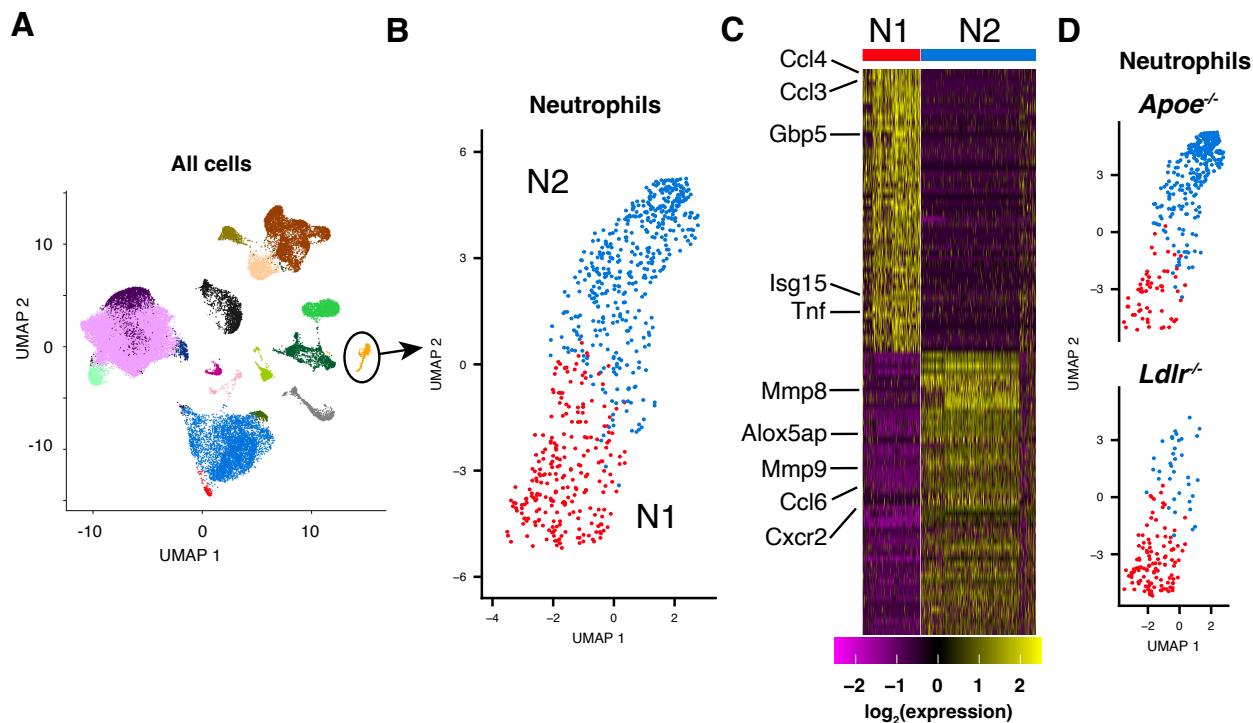 A
All cells
10
0
-10
UMAP 2
-10
0
10
UMAP 1
B
Neutrophils
N2
N1
6
3
0
−3
−6
UMAP 2
−4
−2
0
2
UMAP 1
C
N1
N2
Ccl4
Ccl3
Gbp5
Isg15
Tnf
Mmp8
Alox5ap
Mmp9
Ccl6
Cxcr2
−2
−1
0
1
2
log2(expression)
D
Neutrophils
Apoe-/-
3
0
−3
UMAP 2
Ldlr-/-
3
0
−3
−2
0
2
UMAP 1